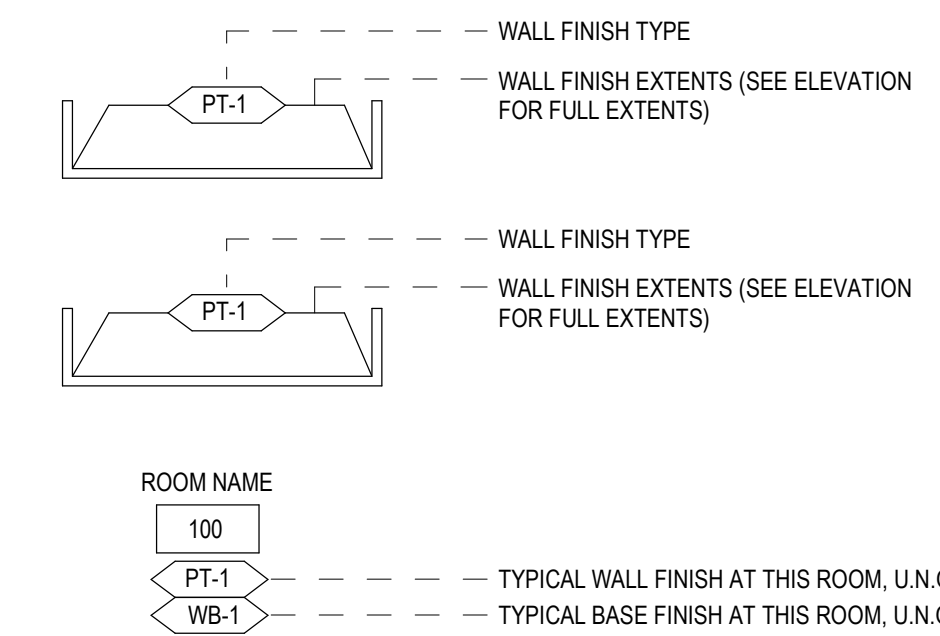 WALL FINISH TYPE
PT-1
WALL FINISH EXTENTS (SEE ELEVATION
FOR FULL EXTENTS)
WALL FINISH TYPE
PT-1
WALL FINISH EXTENTS (SEE ELEVATION
FOR FULL EXTENTS)
ROOM NAME
100
PT-1 TYPICAL WALL FINISH AT THIS ROOM, U.N.
WB-1 TYPICAL BASE FINISH AT THIS ROOM, U.N.